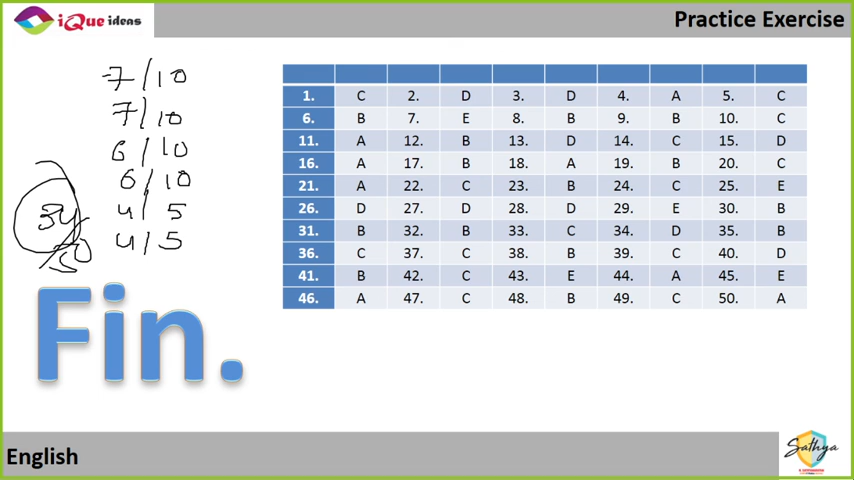 iQue ideas
Practice Exercise
7/10
7/10
6/10
6/10
4/5
4/5
34/50
1. C 2. D 3. D 4. A 5. C
6. B 7. E 8. B 9. B 10. C
11. A 12. B 13. D 14. C 15. D
16. A 17. B 18. A 19. B 20. C
21. A 22. C 23. B 24. C 25. E
26. D 27. D 28. D 29. E 30. B
31. B 32. B 33. C 34. D 35. B
36. C 37. C 38. B 39. C 40. D
41. B 42. C 43. E 44. A 45. E
46. A 47. C 48. B 49. C 50. A
Fin.
English
Sathya